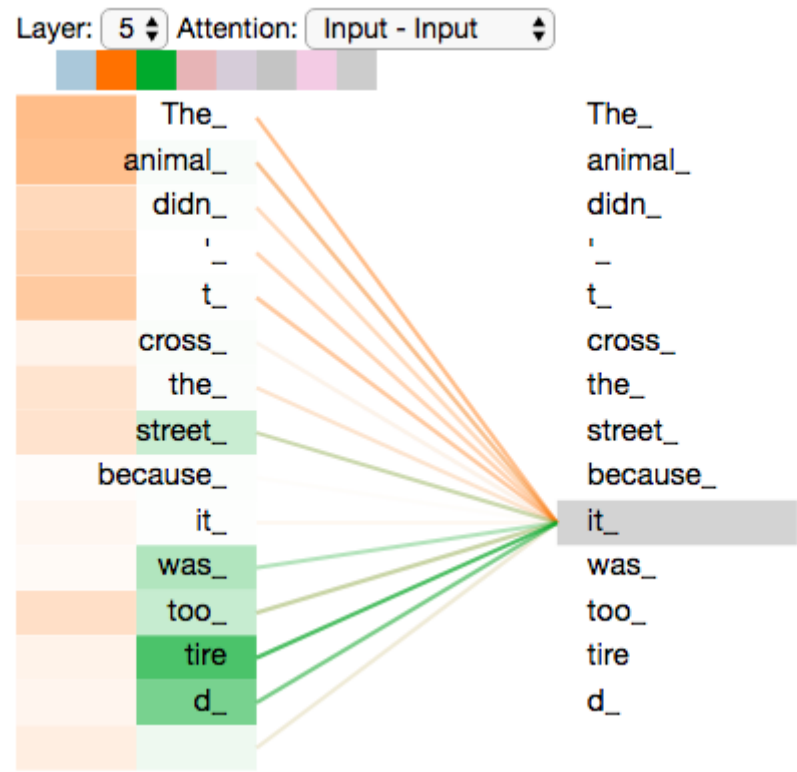 Layer: 5 Attention: Input - Input
The_ The_
animal_ animal_
didn_ didn_
'_ '_
t_ t_
cross_ cross_
the_ the_
street_ street_
because_ because_
it_ it_
was_ was_
too_ too_
tire tire
d_ d_